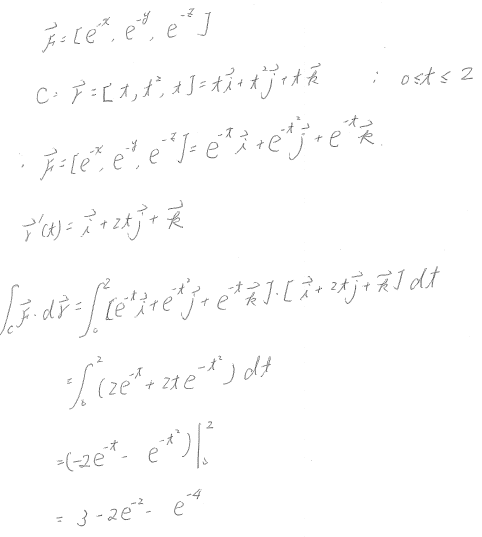 F⃗ = [e^{-x}, e^{-y}, e^{-z}]
C: r⃗ = [t, t², t] = t i⃗ + t² j⃗ + t k⃗ ; 0 ≤ t ≤ 2
∴ F⃗ = [e^{-x}, e^{-y}, e^{-z}] = e^{-t} i⃗ + e^{-t²} j⃗ + e^{-t} k⃗.
r⃗'(t) = i⃗ + 2t j⃗ + k⃗
∫_C F⃗ · dr⃗ = ∫_0^2 [e^{-t} i⃗ + e^{-t²} j⃗ + e^{-t} k⃗] · [i⃗ + 2t j⃗ + k⃗] dt
= ∫_0^2 (2e^{-t} + 2te^{-t²}) dt
= (-2e^{-t} - e^{-t²}) |_0^2
= 3 - 2e^{-2} - e^{-4}